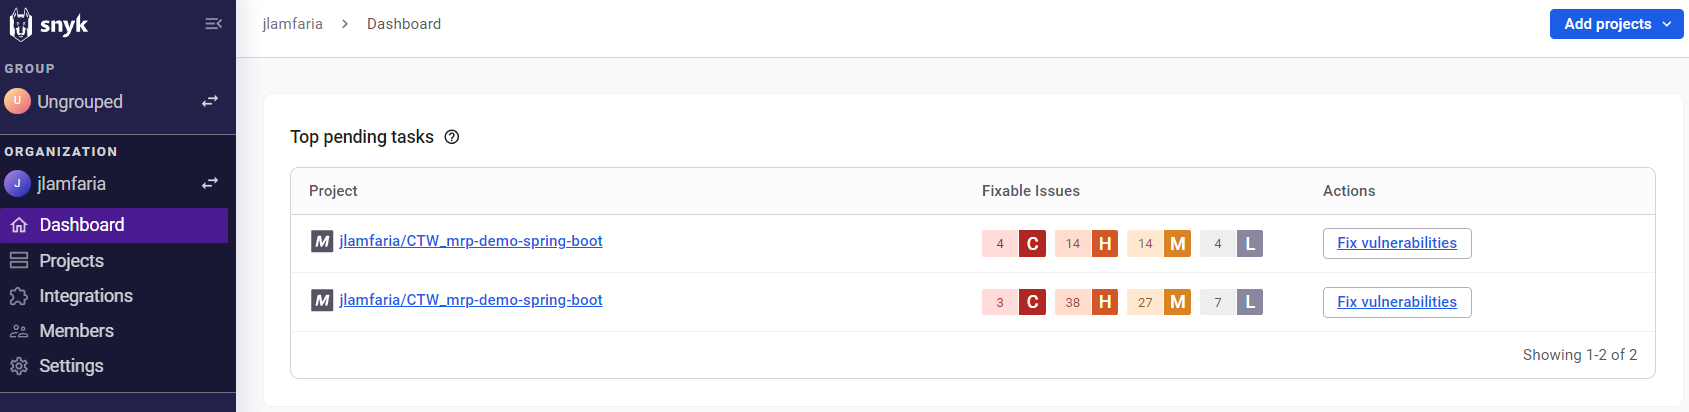 snyk
jlamfaria > Dashboard
Add projects
GROUP
U Ungrouped
ORGANIZATION
J jlamfaria
Dashboard
Projects
Integrations
Members
Settings
Top pending tasks ?
Project Fixable Issues Actions
M jlamfaria/CTW_mrp-demo-spring-boot 4 C 14 H 14 M 4 L Fix vulnerabilities
M jlamfaria/CTW_mrp-demo-spring-boot 3 C 38 H 27 M 7 L Fix vulnerabilities
Showing 1-2 of 2